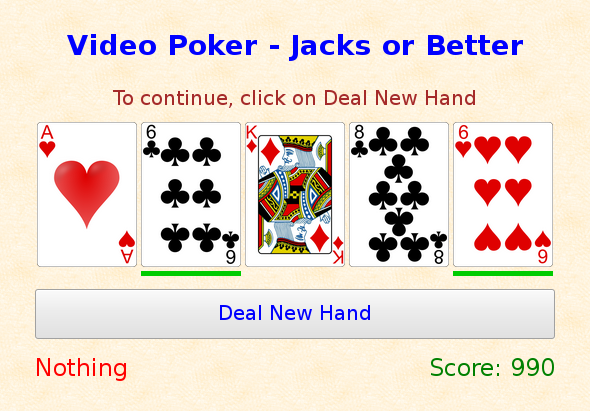 Video Poker - Jacks or Better
To continue, click on Deal New Hand
A 6 K 8 6
A 6 K 8 6
Deal New Hand
Nothing Score: 990